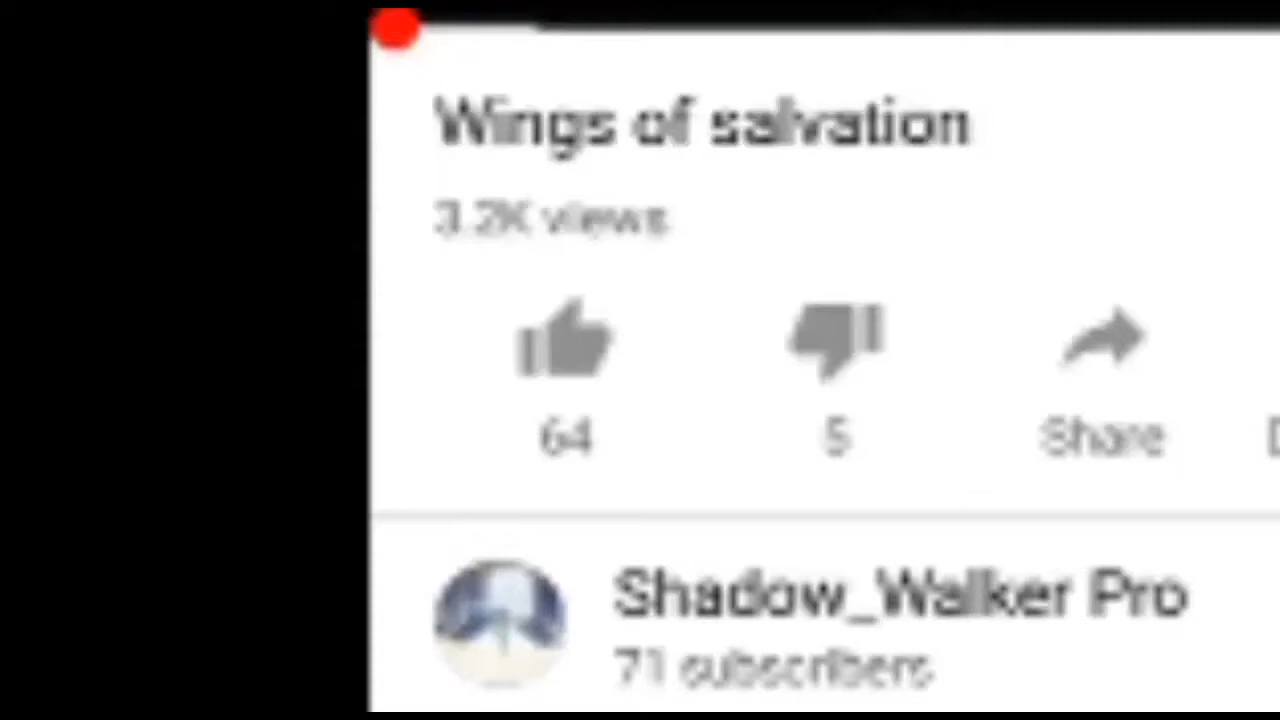 Wings of salvation
3.2K views
64 5 Share
Shadow_Walker Pro
71 subscribers